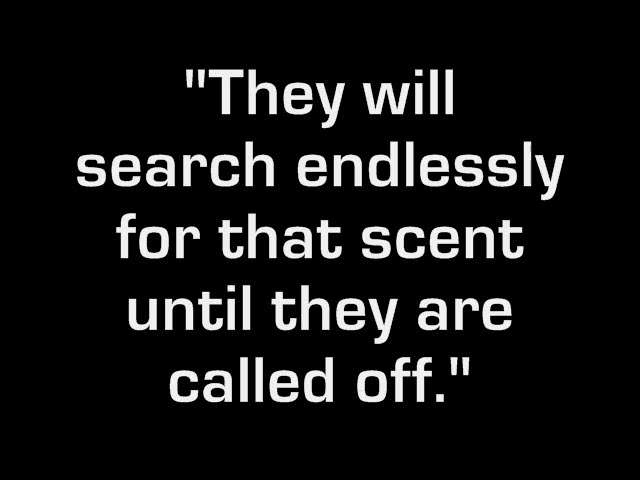 "They will
search endlessly
for that scent
until they are
called off."